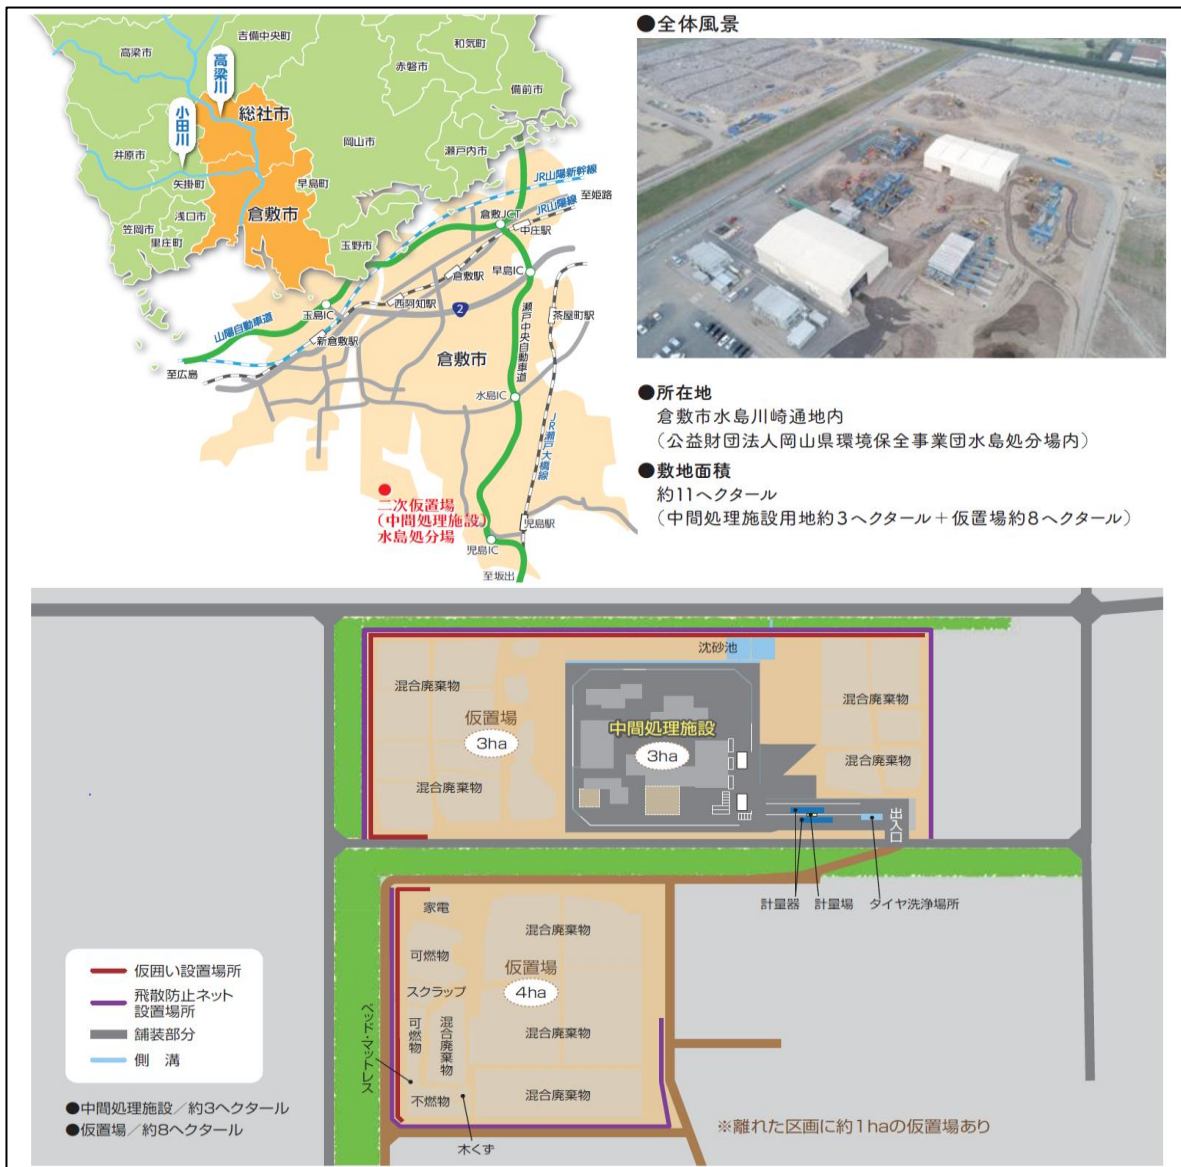 吉備中央町
高梁市
和気町
赤磐市
備前市
高梁川
総社市
小田川
岡山市
井原市
瀬戸内市
矢掛町
早島町
JR山陽新幹線
浅口市
倉敷市
倉敷JCT
JR山陽線
至姫路
笠岡市
里庄町
玉野市
中庄駅
早島IC
倉敷駅
西阿知駅
2
玉島IC
茶屋町駅
山陽自動車道
新倉敷駅
瀬戸中央自動車道
倉敷市
至広島
水島IC
JR瀬戸大橋線
二次仮置場
(中間処理施設)
水島処分場
児島駅
児島IC
至坂出
●全体風景
●所在地
倉敷市水島川崎通地内
(公益財団法人岡山県環境保全事業団水島処分場内)
●敷地面積
約11ヘクタール
(中間処理施設用地約3ヘクタール+仮置場約8ヘクタール)
沈砂池
混合廃棄物
仮置場
3ha
中間処理施設
3ha
混合廃棄物
混合廃棄物
混合廃棄物
出入口
計量器
計量場
タイヤ洗浄場所
家電
混合廃棄物
可燃物
仮置場
4ha
スクラップ
可燃物
混合廃棄物
混合廃棄物
ベッド・マットレス
不燃物
混合廃棄物
木くず
仮囲い設置場所
飛散防止ネット
設置場所
舗装部分
側 溝
●中間処理施設/約3ヘクタール
●仮置場/約8ヘクタール
※離れた区画に約1haの仮置場あり